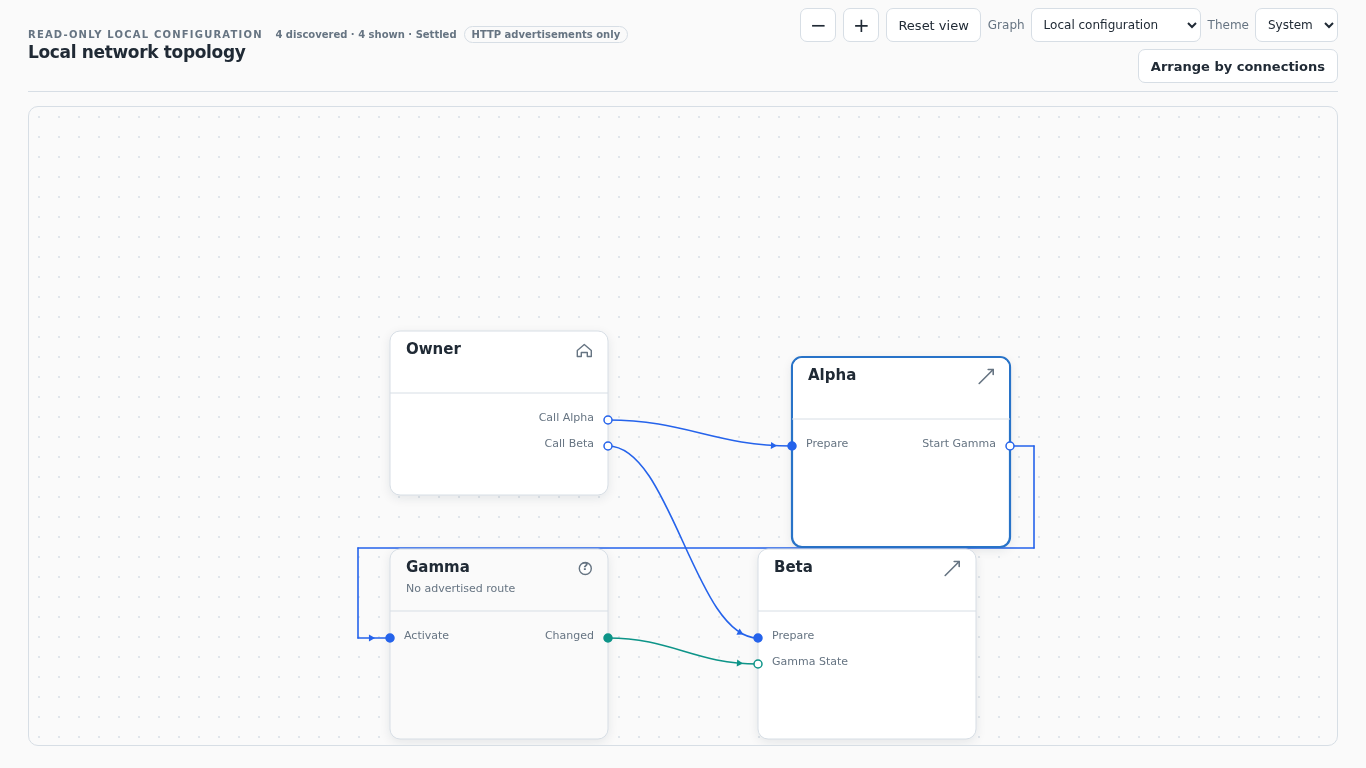 READ-ONLY LOCAL CONFIGURATION 4 discovered · 4 shown · Settled HTTP advertisements only
Local network topology
− + Reset view Graph Local configuration Theme System
Arrange by connections
Owner
Call Alpha
Call Beta
Alpha
Prepare Start Gamma
Gamma
No advertised route
Activate Changed
Beta
Prepare
Gamma State